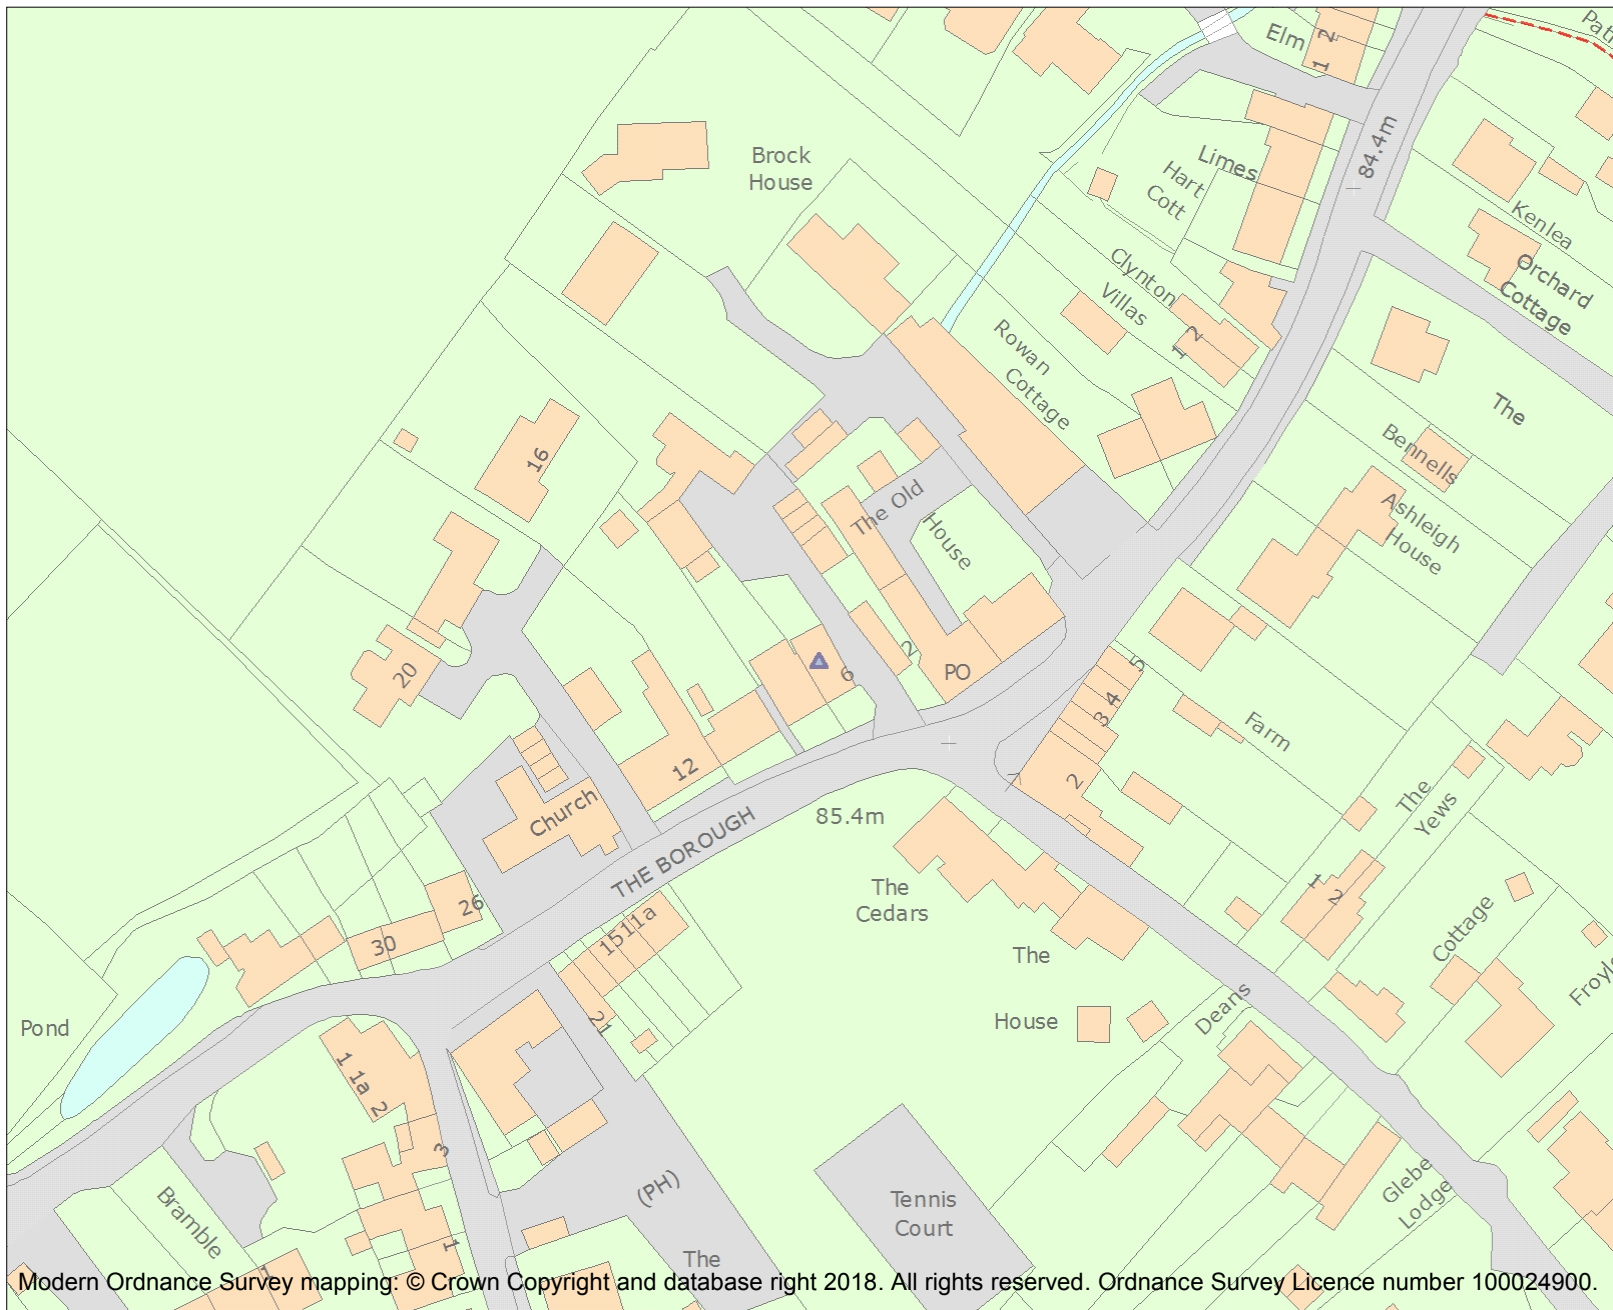 Elm
1 2
Path
84.4m
Brock
House
Limes
Hart
Cott
Kenlea
Orchard
Cottage
Clynton
Villas
1 2
Rowan
Cottage
The
Bennells
Ashleigh
House
16
The Old
House
20
6
2
PO
5
3 4
2
Farm
12
Church
THE BOROUGH
85.4m
The
Yews
1 2
26
30
The
Cedars
The
House
1511a
21
Cottage
Froyle
Deans
Pond
1 1a 2
3
1
Bramble
(PH)
The
Tennis
Court
Glebe
Lodge
Modern Ordnance Survey mapping: © Crown Copyright and database right 2018. All rights reserved. Ordnance Survey Licence number 100024900.